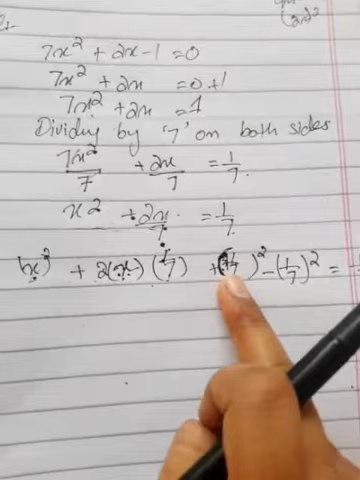 7x² + 2x - 1 = 0
7x² + 2x = 0 + 1
7x² + 2x = 1
Dividing by '7' on both sides
7x²/7 + 2x/7 = 1/7
x² + 2x/7 = 1/7
(x)² + 2(x)(1/7) + (1/7)² - (1/7)² =